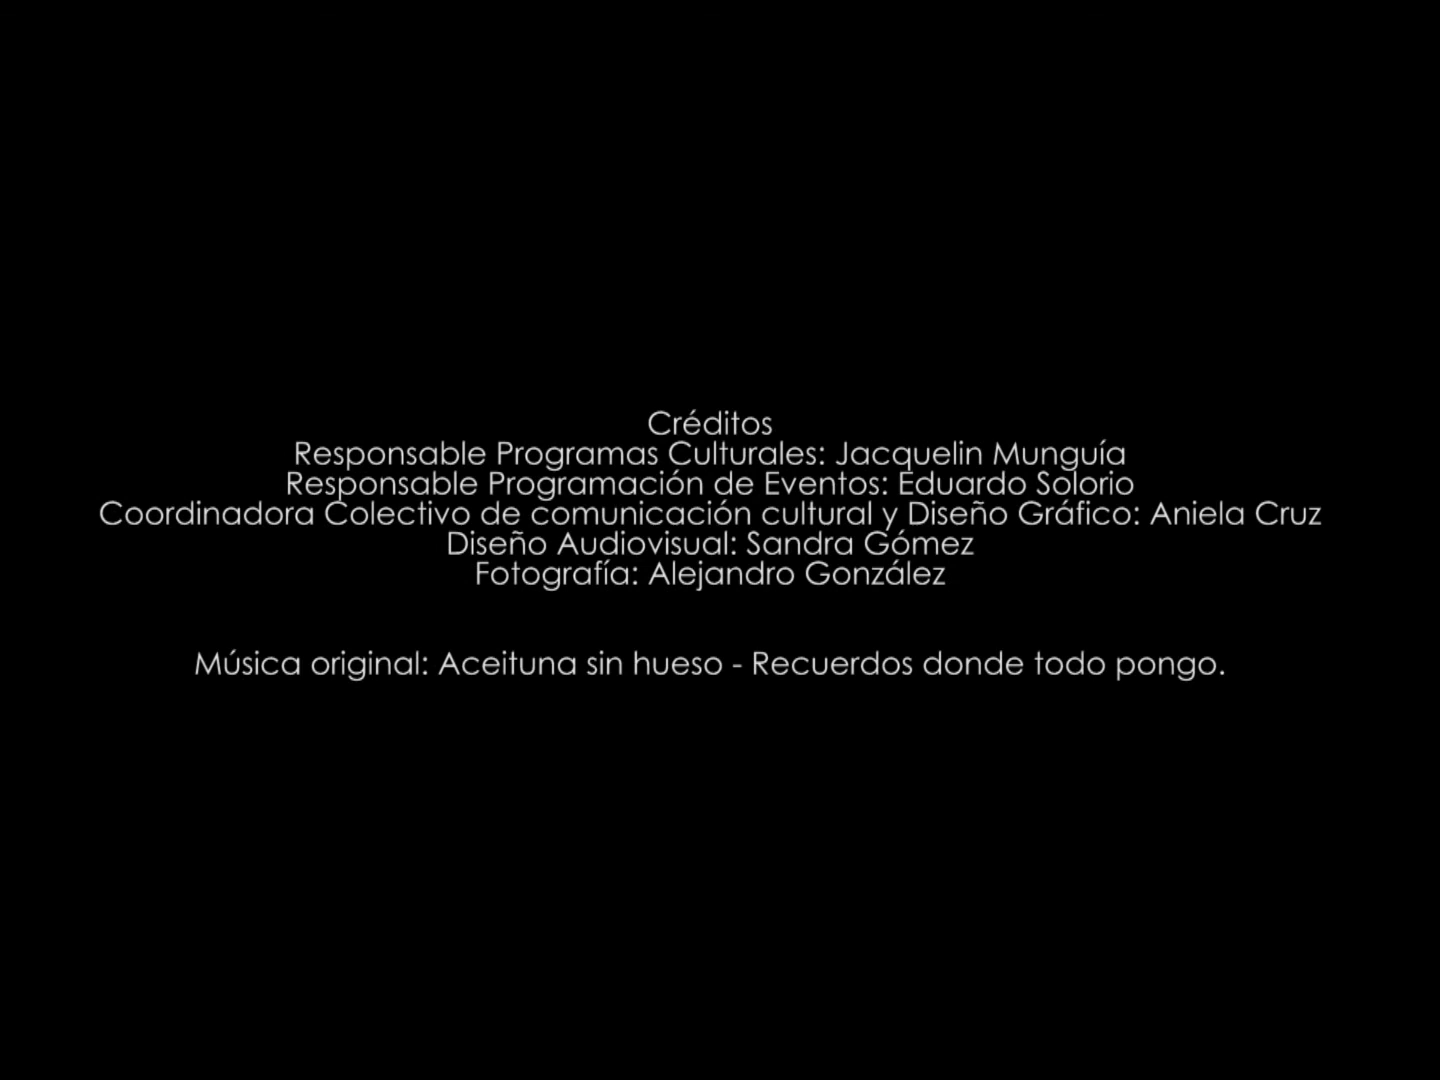 Créditos
Responsable Programas Culturales: Jacquelin Munguía
Responsable Programación de Eventos: Eduardo Solorio
Coordinadora Colectivo de comunicación cultural y Diseño Gráfico: Aniela Cruz
Diseño Audiovisual: Sandra Gómez
Fotografía: Alejandro González
Música original: Aceituna sin hueso - Recuerdos donde todo pongo.